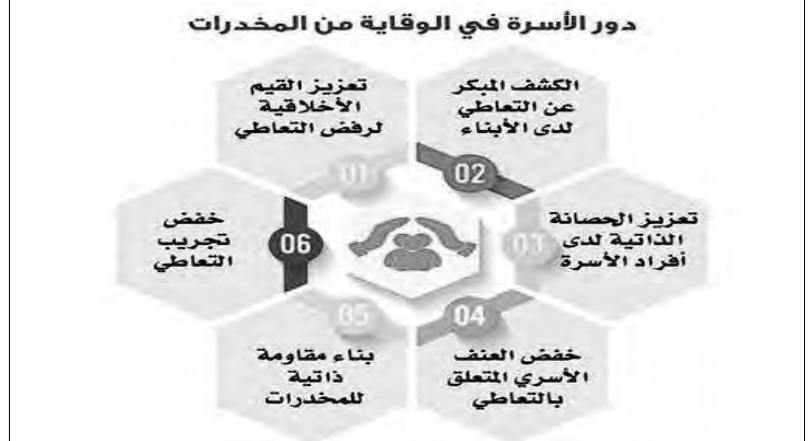 دور الأسرة في الوقاية من المخدرات
تعزيز القيم
الأخلاقية
لرفض التعاطي
01
الكشف المبكر
عن التعاطي
لدى الأبناء
02
تعزيز الحصانة
الذاتية لدى
أفراد الأسرة
03
خفض العنف
الأسري المتعلق
بالتعاطي
04
بناء مقاومة
ذاتية
للمخدرات
05
خفض
تجريب
التعاطي
06